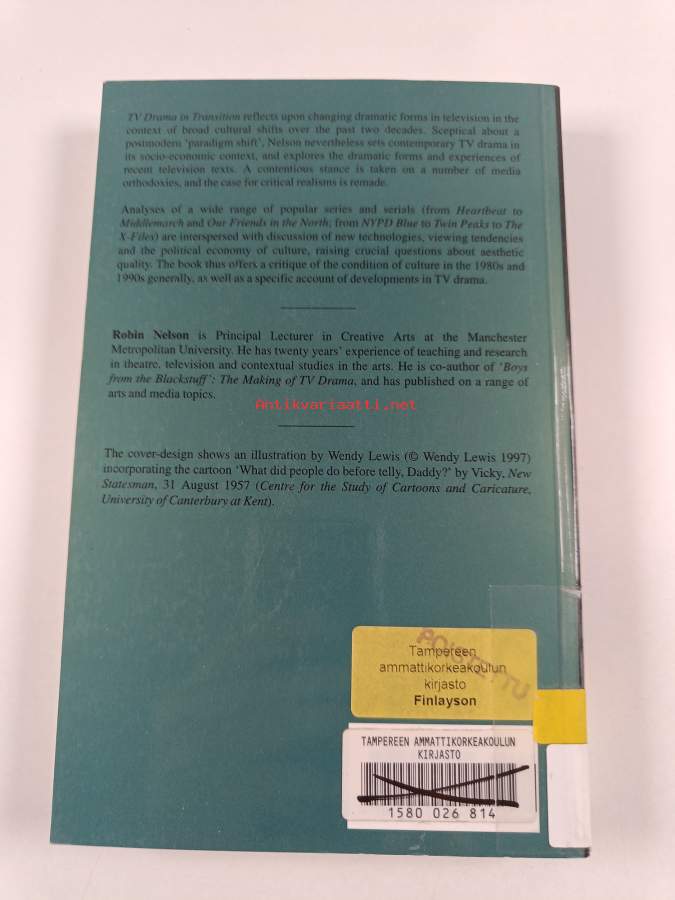 TV Drama in Transition reflects upon changing dramatic forms in television in the
context of broad cultural shifts over the past two decades. Sceptical about a
postmodern 'paradigm shift', Nelson nevertheless sets contemporary TV drama in
its socio-economic context, and explores the dramatic forms and experiences of
recent television texts. A contentious stance is taken on a number of media
orthodoxies, and the case for critical realisms is remade.
Analyses of a wide range of popular series and serials (from Heartbeat to
Middlemarch and Our Friends in the North; from NYPD Blue to Twin Peaks to The
X-Files) are interspersed with discussion of new technologies, viewing tendencies
and the political economy of culture, raising crucial questions about aesthetic
quality. The book thus offers a critique of the condition of culture in the 1980s and
1990s generally, as well as a specific account of developments in TV drama.
Robin Nelson is Principal Lecturer in Creative Arts at the Manchester
Metropolitan University. He has twenty years' experience of teaching and research
in theatre, television and contextual studies in the arts. He is co-author of 'Boys
from the Blackstuff': The Making of TV Drama, and has published on a range of
arts and media topics.
Antikvariaatti.net
The cover-design shows an illustration by Wendy Lewis (© Wendy Lewis 1997)
incorporating the cartoon 'What did people do before telly, Daddy?' by Vicky, New
Statesman, 31 August 1957 (Centre for the Study of Cartoons and Caricature,
University of Canterbury at Kent).
POISTETTU
Tampereen
ammattikorkeakoulun
kirjasto
Finlayson
TAMPEREEN AMMATTIKORKEAKOULUN
KIRJASTO
1580 026 814